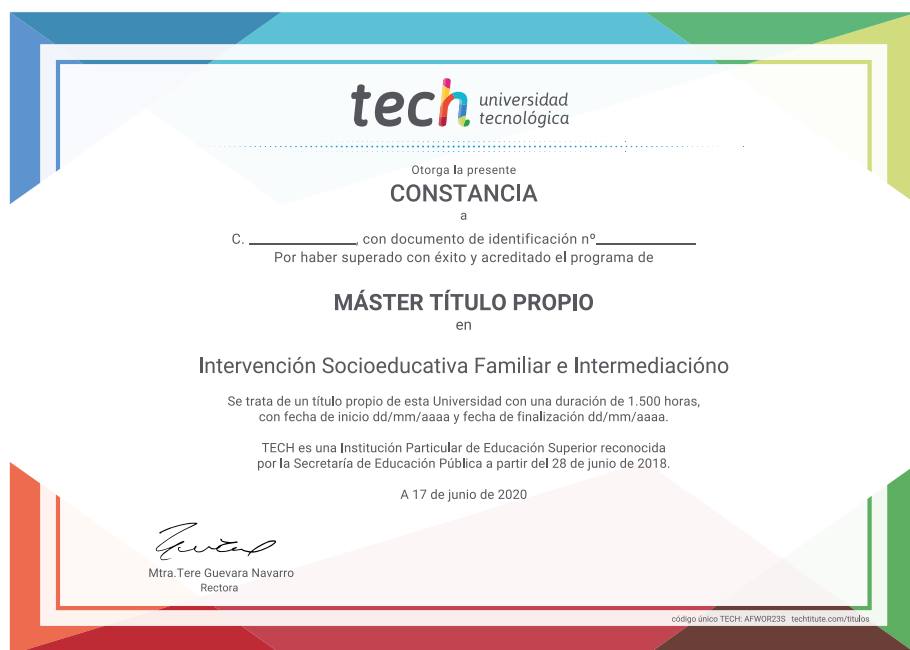 tech universidad
tecnológica
Otorga la presente
CONSTANCIA
a
C. ____________, con documento de identificación nº___________
Por haber superado con éxito y acreditado el programa de
MÁSTER TÍTULO PROPIO
en
Intervención Socioeducativa Familiar e Intermediacióno
Se trata de un título propio de esta Universidad con una duración de 1.500 horas,
con fecha de inicio dd/mm/aaaa y fecha de finalización dd/mm/aaaa.
TECH es una Institución Particular de Educación Superior reconocida
por la Secretaría de Educación Pública a partir del 28 de junio de 2018.
A 17 de junio de 2020
Mtra.Tere Guevara Navarro
Rectora
código único TECH: AFWOR23S techtitute.com/titulos